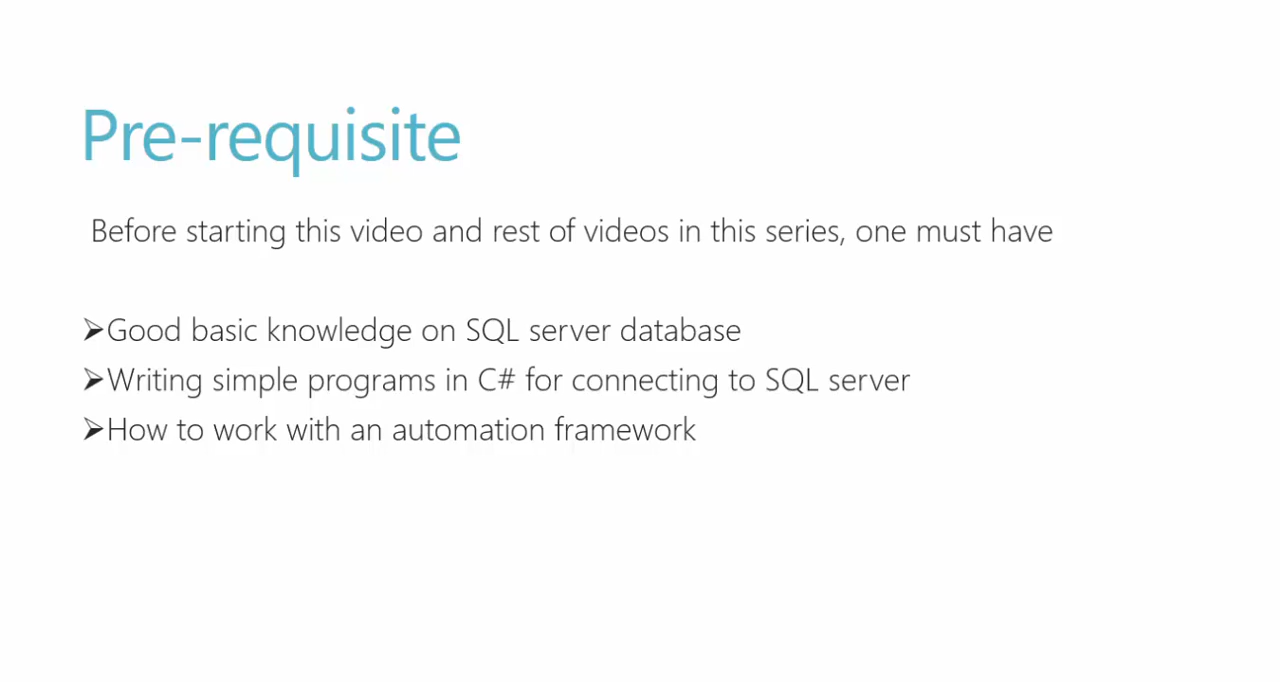 Pre-requisite
Before starting this video and rest of videos in this series, one must have
➢Good basic knowledge on SQL server database
➢Writing simple programs in C# for connecting to SQL server
➢How to work with an automation framework